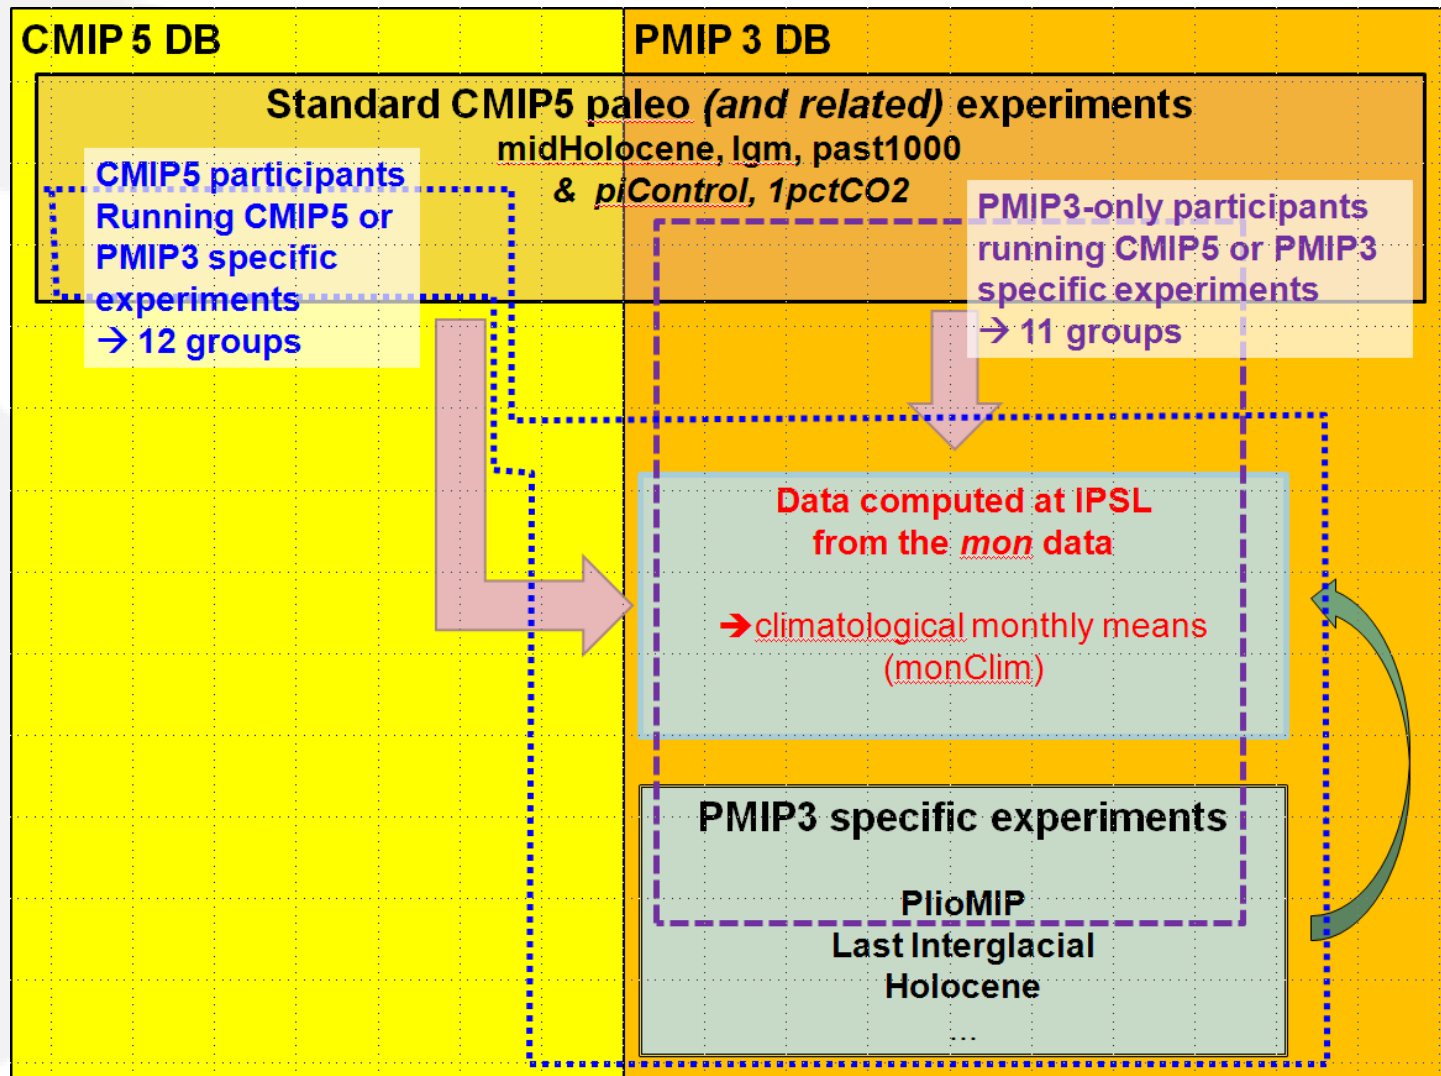 CMIP 5 DB
PMIP 3 DB
Standard CMIP5 paleo (and related) experiments
midHolocene, lgm, past1000
& piControl, 1pctCO2
CMIP5 participants
Running CMIP5 or
PMIP3 specific
experiments
→ 12 groups
PMIP3-only participants
running CMIP5 or PMIP3
specific experiments
→ 11 groups
Data computed at IPSL
from the mon data
➔climatological monthly means
(monClim)
PMIP3 specific experiments
PlioMIP
Last Interglacial
Holocene
...